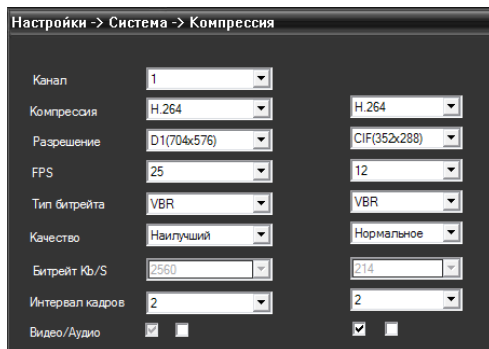 Настройки -> Система -> Компрессия
Канал 1
Компрессия H.264 H.264
Разрешение D1(704x576) CIF(352x288)
FPS 25 12
Тип битрейта VBR VBR
Качество Наилучший Нормальное
Битрейт Kb/S 2560 214
Интервал кадров 2 2
Видео/Аудио